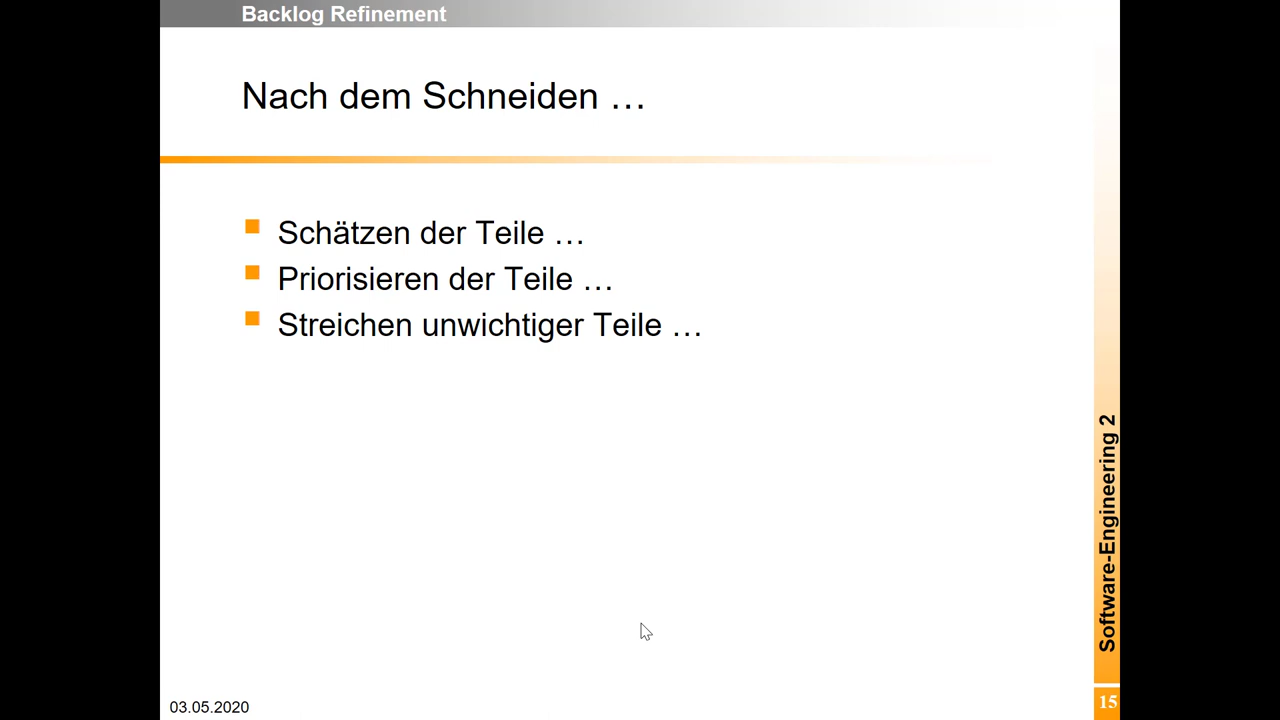 Backlog Refinement
Nach dem Schneiden …
Schätzen der Teile …
Priorisieren der Teile …
Streichen unwichtiger Teile …
Software-Engineering 2
03.05.2020
15